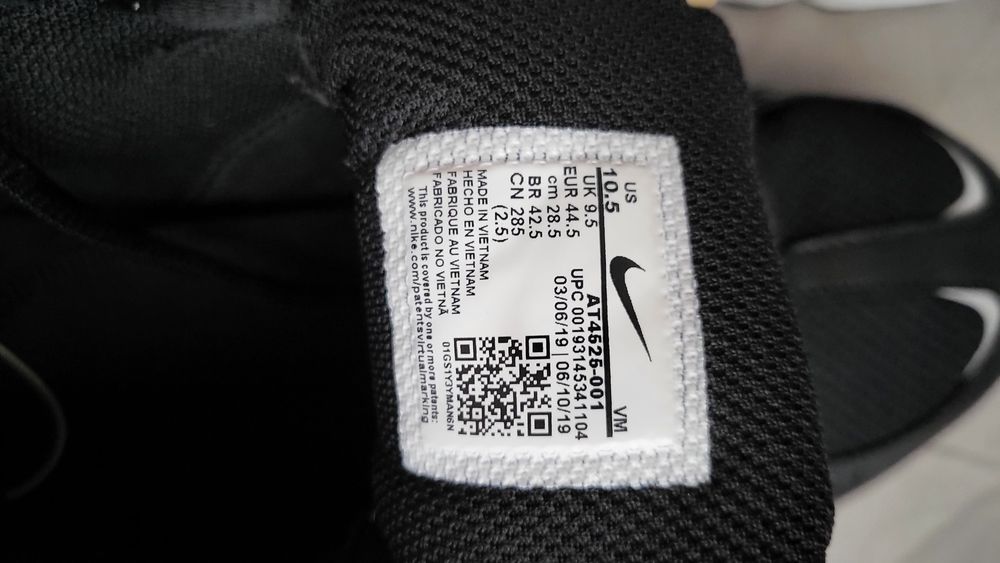 US
10.5
VM
UK 9.5
EUR 44.5
cm 28.5
BR 42.5
CN 285
(2.5)
AT4525-001
UPC 00193145341104
03/06/19 | 06/10/19
MADE IN VIETNAM
HECHO EN VIETNAM
FABRIQUE AU VIETNAM
FABRICADO NO VIETNÃ
This product is covered by one or more patents:
www.nike.com/patentsvirtualmarking
01GS1Y3YMAN6N